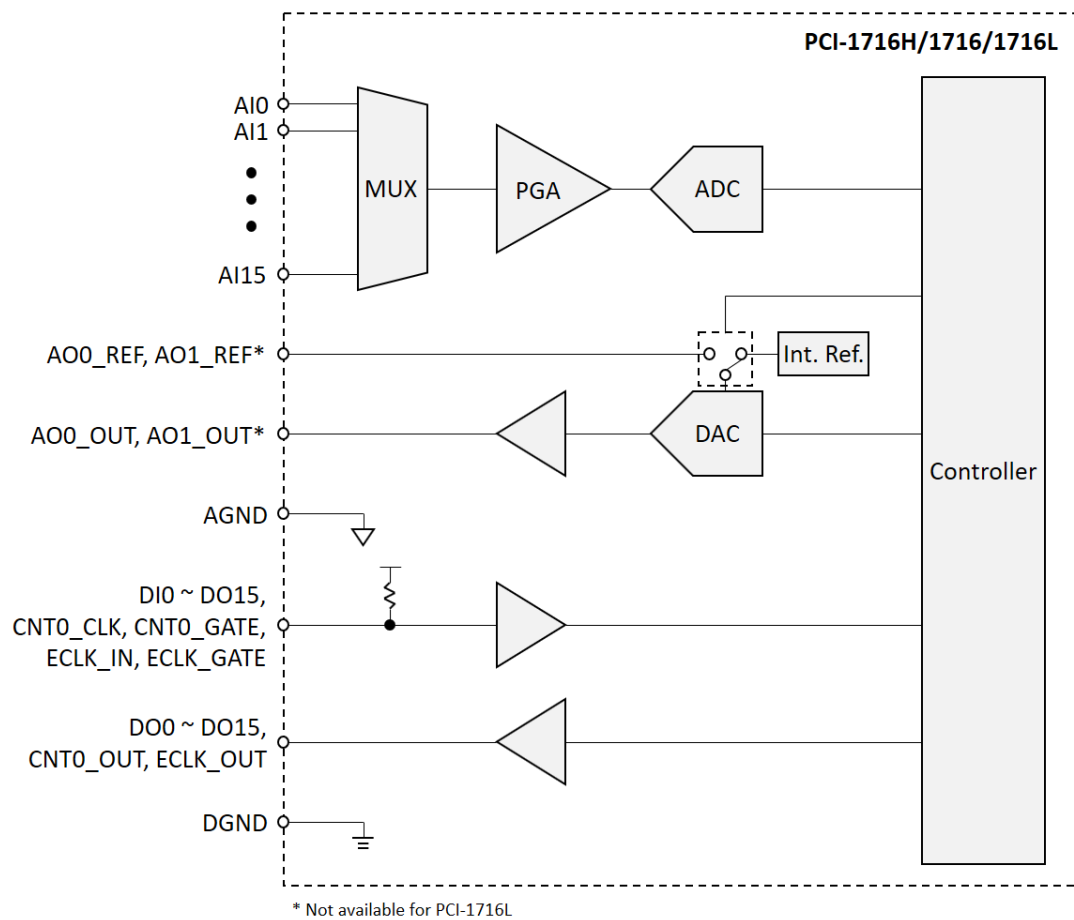 PCI-1716H/1716/1716L
AI0
AI1
AI15
MUX
PGA
ADC
AO0_REF, AO1_REF*
Int. Ref.
AO0_OUT, AO1_OUT*
DAC
Controller
AGND
DI0 ~ DO15,
CNT0_CLK, CNT0_GATE,
ECLK_IN, ECLK_GATE
DO0 ~ DO15,
CNT0_OUT, ECLK_OUT
DGND
* Not available for PCI-1716L